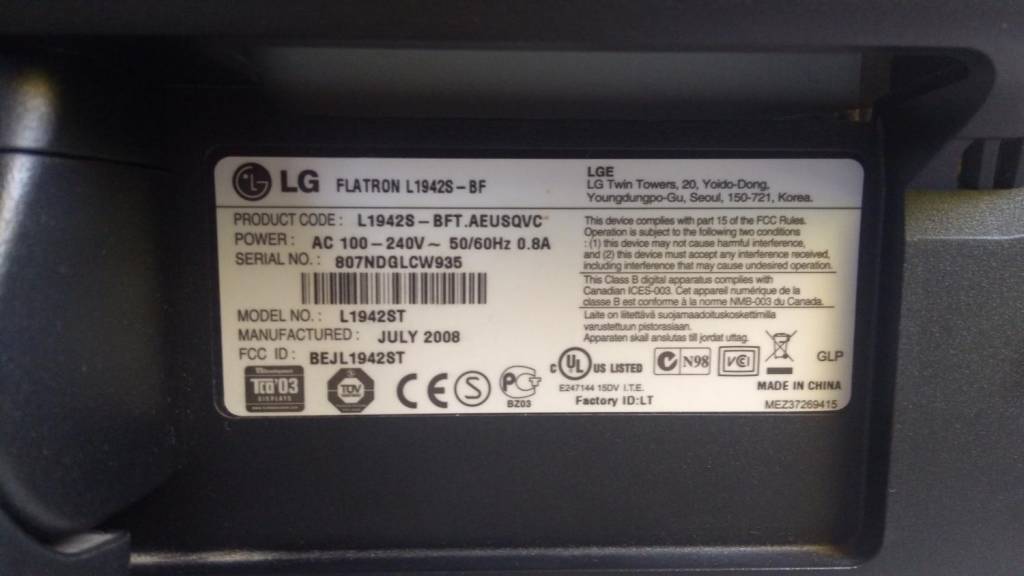 LG FLATRON L1942S-BF
LGE
LG Twin Towers, 20, Yoido-Dong,
Youngdungpo-Gu, Seoul, 150-721, Korea.
PRODUCT CODE : L1942S-BFT.AEUSQVC
POWER : AC 100-240V~ 50/60Hz 0.8A
SERIAL NO. : 807NDGLCW935
MODEL NO. : L1942ST
MANUFACTURED : JULY 2008
FCC ID : BEJL1942ST
This device complies with part 15 of the FCC Rules.
Operation is subject to the following two conditions
: (1) this device may not cause harmful interference,
and (2) this device must accept any interference received,
including interference that may cause undesired operation.
This Class B digital apparatus complies with
Canadian ICES-003. Cet appareil numérique de la
classe B est conforme à la norme NMB-003 du Canada.
Laite on liitettävä suojamaadoituskoskettimilla
varustettuun pistorasiaan.
Apparaten skall anslutas till jordat uttag.
TCO'03
DISPLAYS
TÜV
CE
S
PG
BZ03
C UL US LISTED
E247144 15DV I.T.E.
Factory ID:LT
N98
VCI
GLP
MADE IN CHINA
MEZ37269415